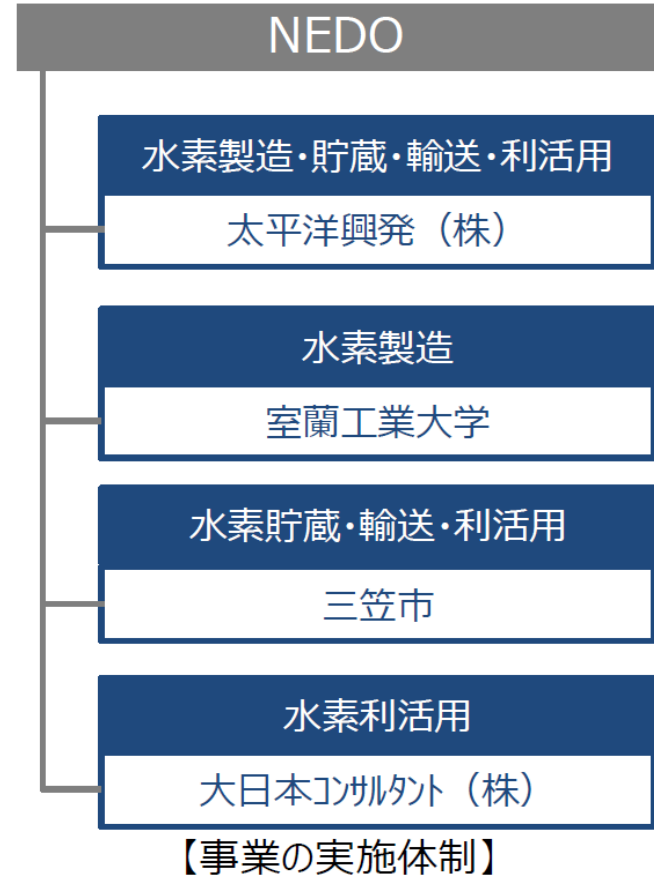 NEDO
水素製造・貯蔵・輸送・利活用
太平洋興発（株）
水素製造
室蘭工業大学
水素貯蔵・輸送・利活用
三笠市
水素利活用
大日本ｺﾝｻﾙﾀﾝﾄ（株）
【事業の実施体制】